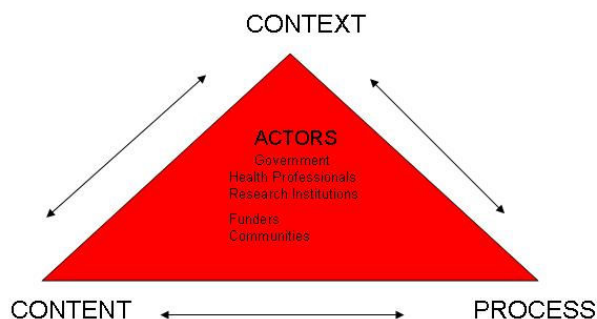 CONTEXT
ACTORS
Government
Health Professionals
Research Institutions
Funders
Communities
CONTENT
PROCESS